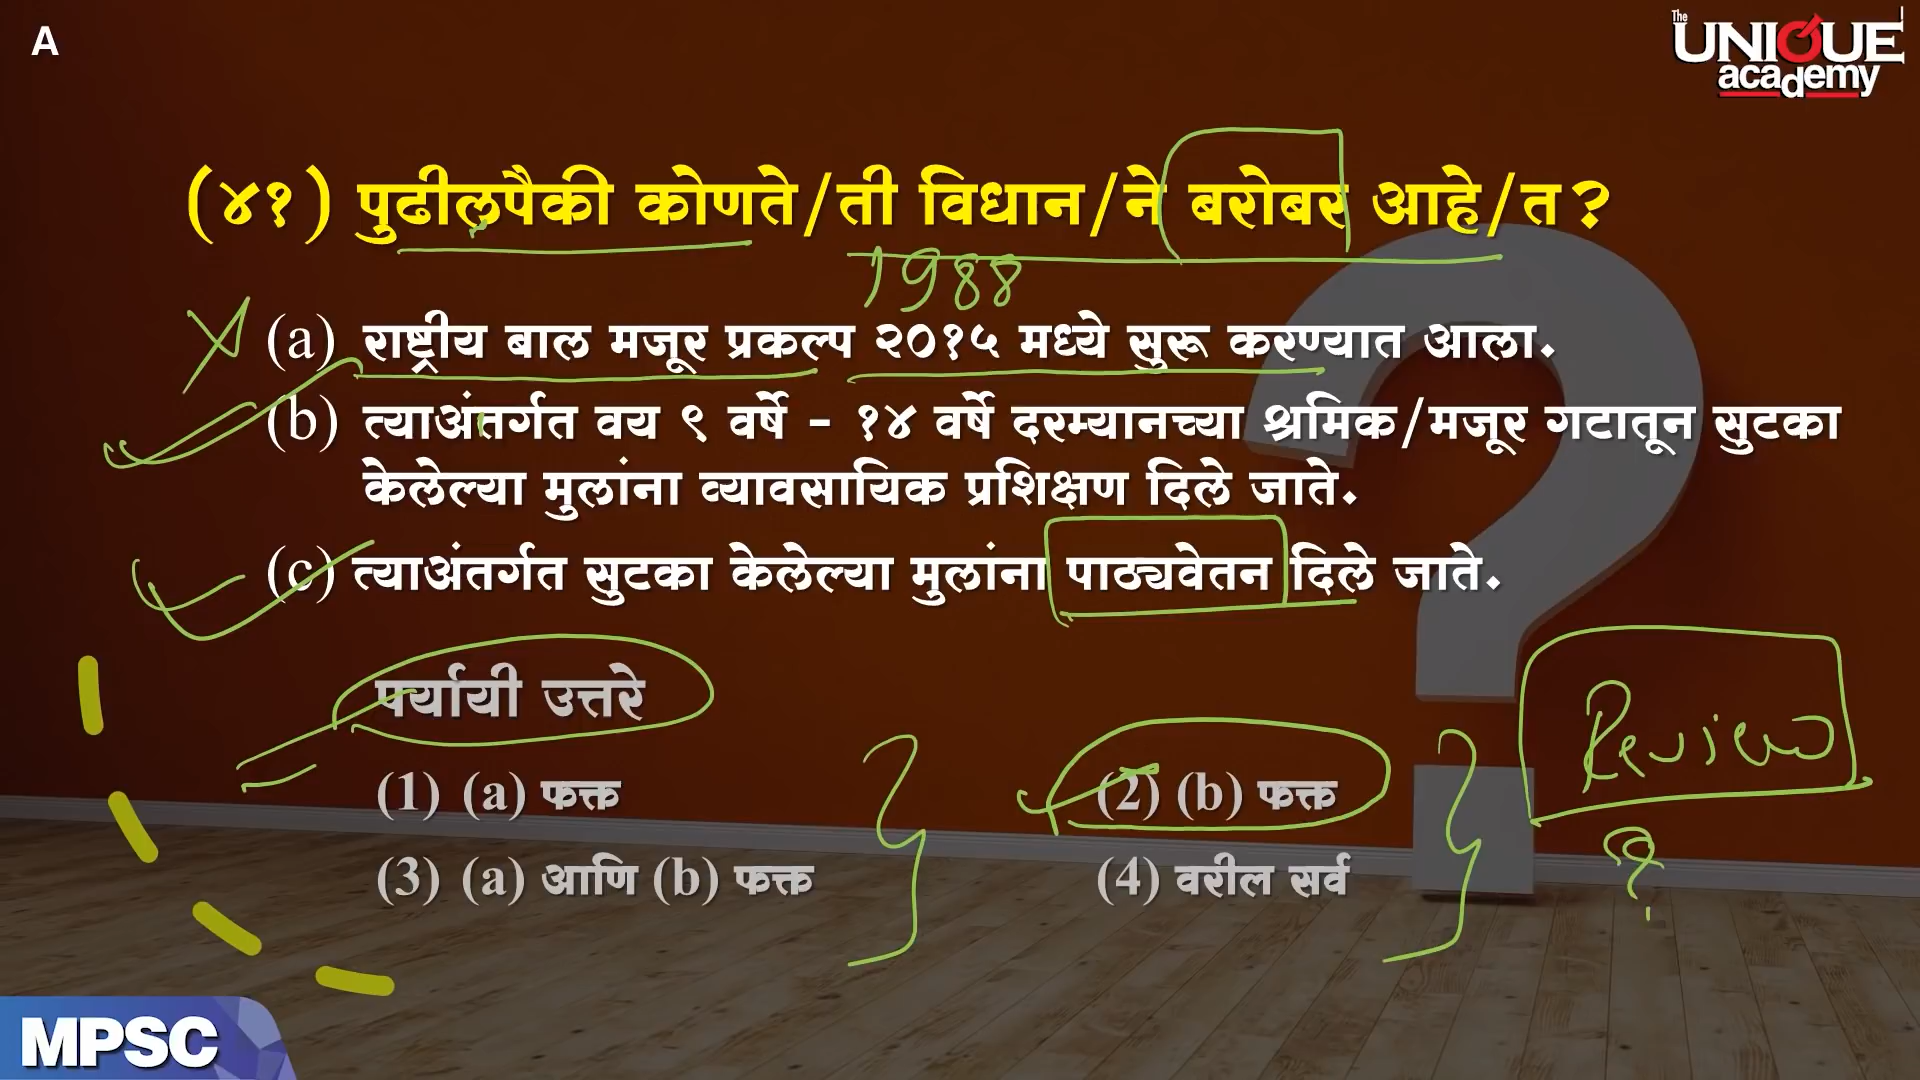 A
The
UNIQUE
academy
(४१) पुढीलपैकी कोणते/ती विधान/ने बरोबर आहे/त?
1988
(a) राष्ट्रीय बाल मजूर प्रकल्प २०१५ मध्ये सुरू करण्यात आला.
(b) त्याअंतर्गत वय ९ वर्षे - १४ वर्षे दरम्यानच्या श्रमिक/मजूर गटातून सुटका
केलेल्या मुलांना व्यावसायिक प्रशिक्षण दिले जाते.
(c) त्याअंतर्गत सुटका केलेल्या मुलांना पाठ्यवेतन दिले जाते.
पर्यायी उत्तरे
Review
(1) (a) फक्त (2) (b) फक्त
?
(3) (a) आणि (b) फक्त (4) वरील सर्व
MPSC